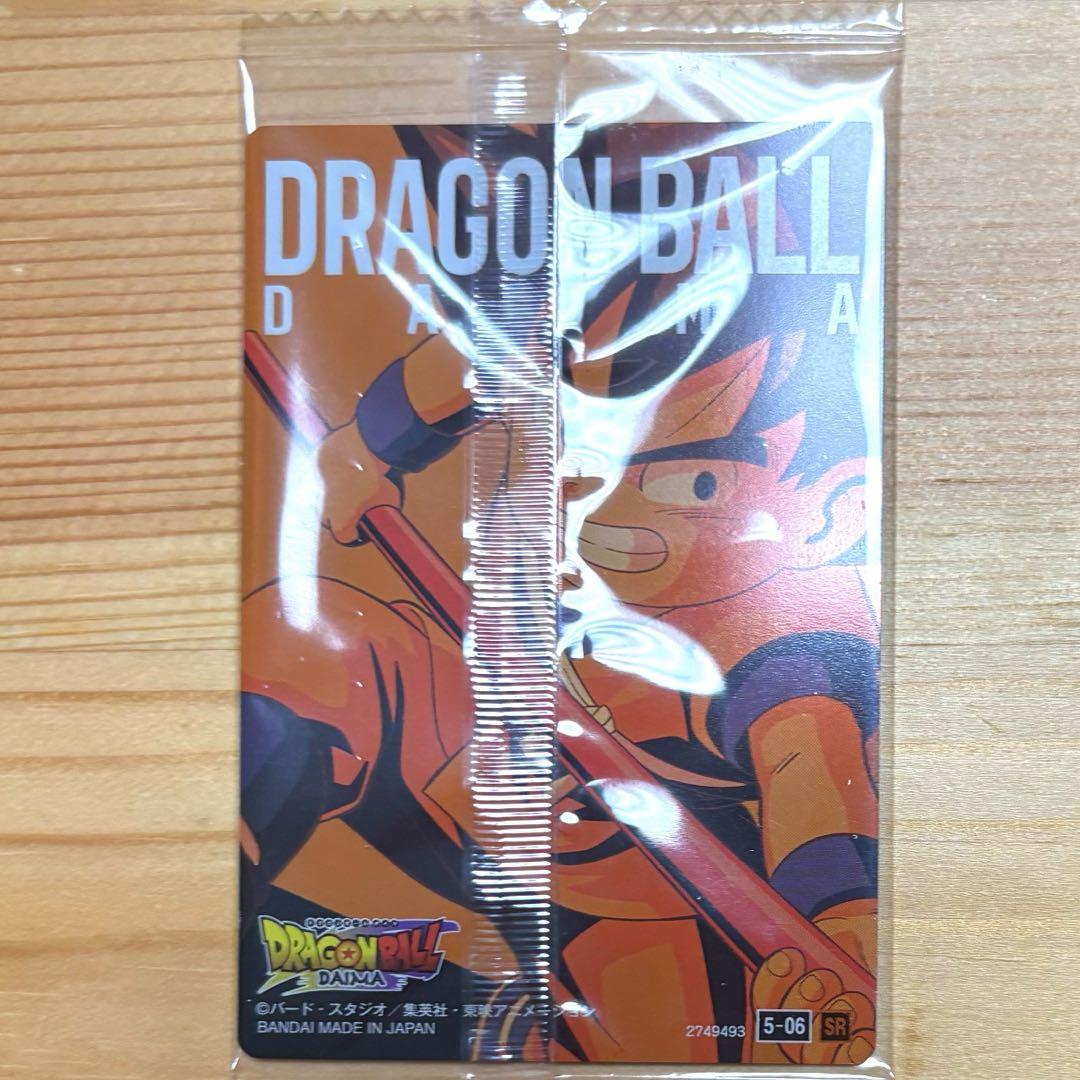 DRAGON BALL
DAIMA
DRAGON BALL
DAIMA
©バード・スタジオ／集英社・東映アニメーション
BANDAI MADE IN JAPAN
2749493 5-06 SR